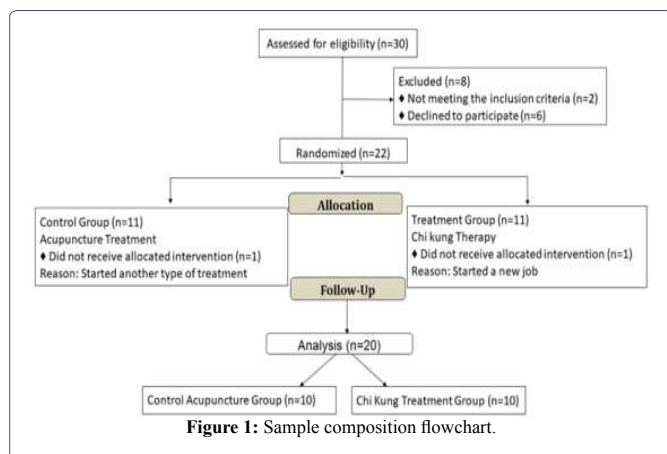 Assessed for eligibility (n=30)
Excluded (n=8)
♦ Not meeting the inclusion criteria (n=2)
♦ Declined to participate (n=6)
Randomized (n=22)
Allocation
Control Group (n=11)
Acupuncture Treatment
♦ Did not receive allocated intervention (n=1)
Reason: Started another type of treatment
Treatment Group (n=11)
Chi kung Therapy
♦ Did not receive allocated intervention (n=1)
Reason: Started a new job
Follow-Up
Analysis (n=20)
Control Acupuncture Group (n=10)
Chi Kung Treatment Group (n=10)
Figure 1: Sample composition flowchart.